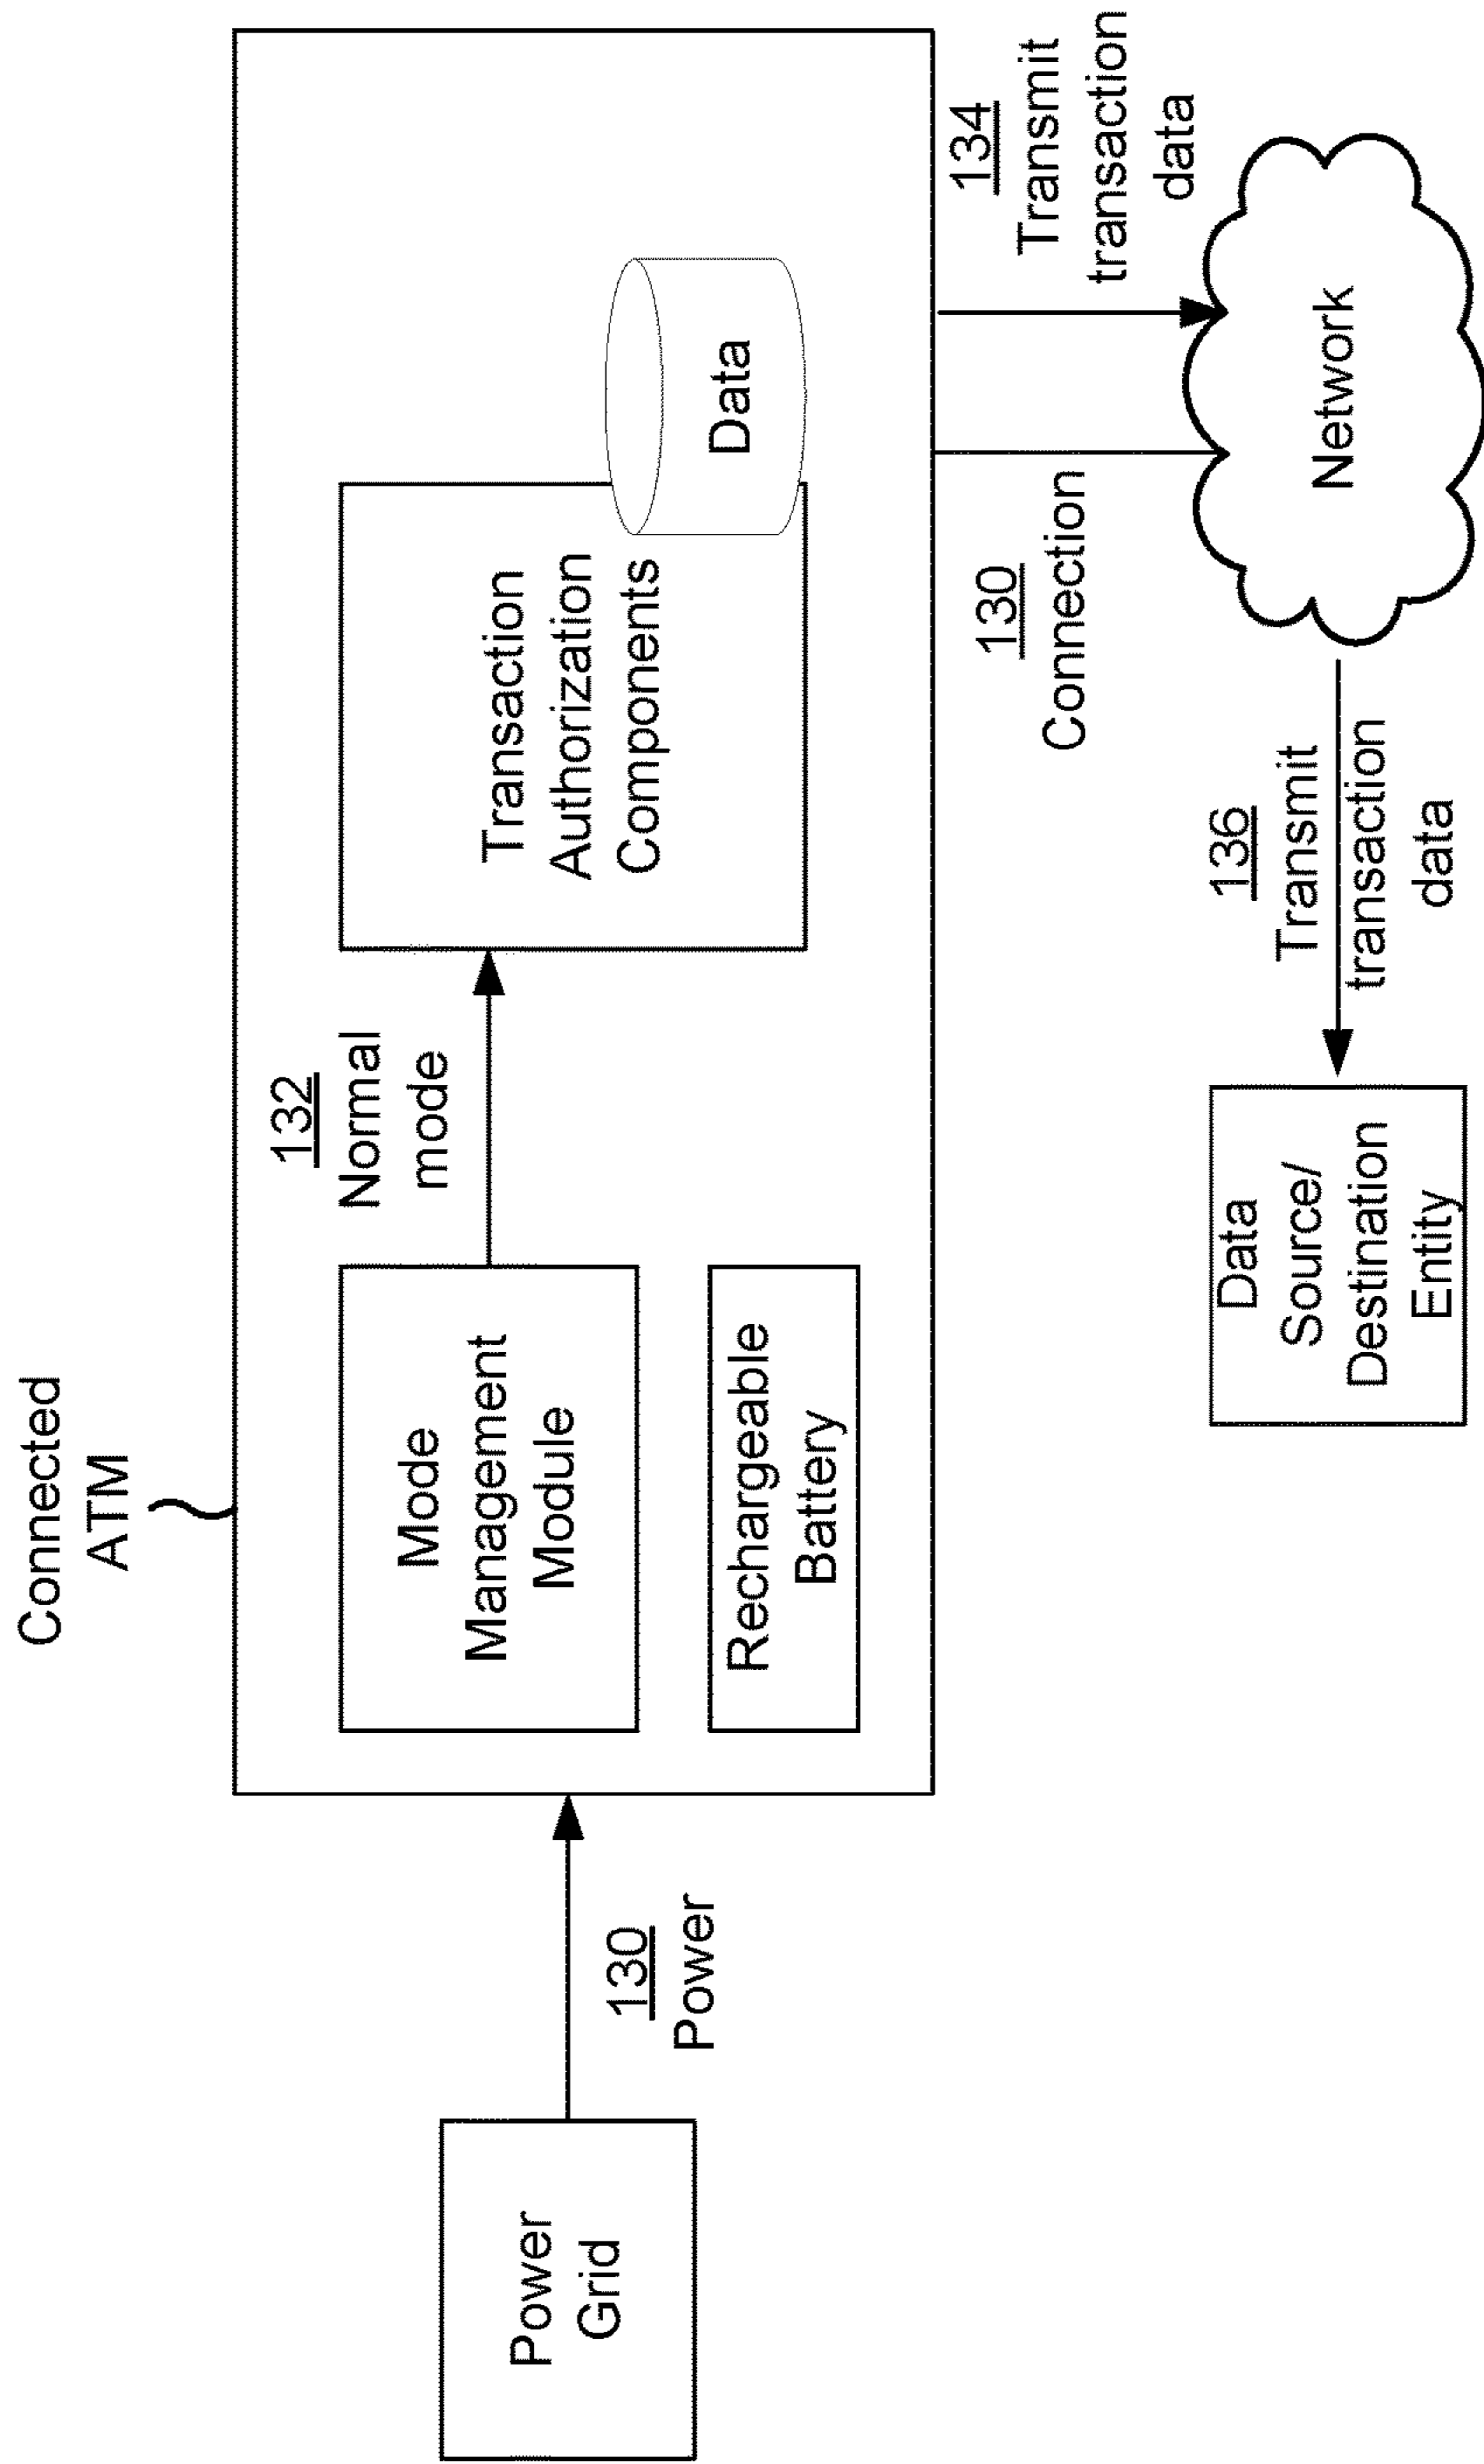 Connected
ATM
Power
Grid
130
Power
Mode
Management
Module
Rechargeable
Battery
132
Normal
mode
Transaction
Authorization
Components
Data
130
Connection
134
Transmit
transaction
data
Network
136
Transmit
transaction
data
Data
Source/
Destination
Entity